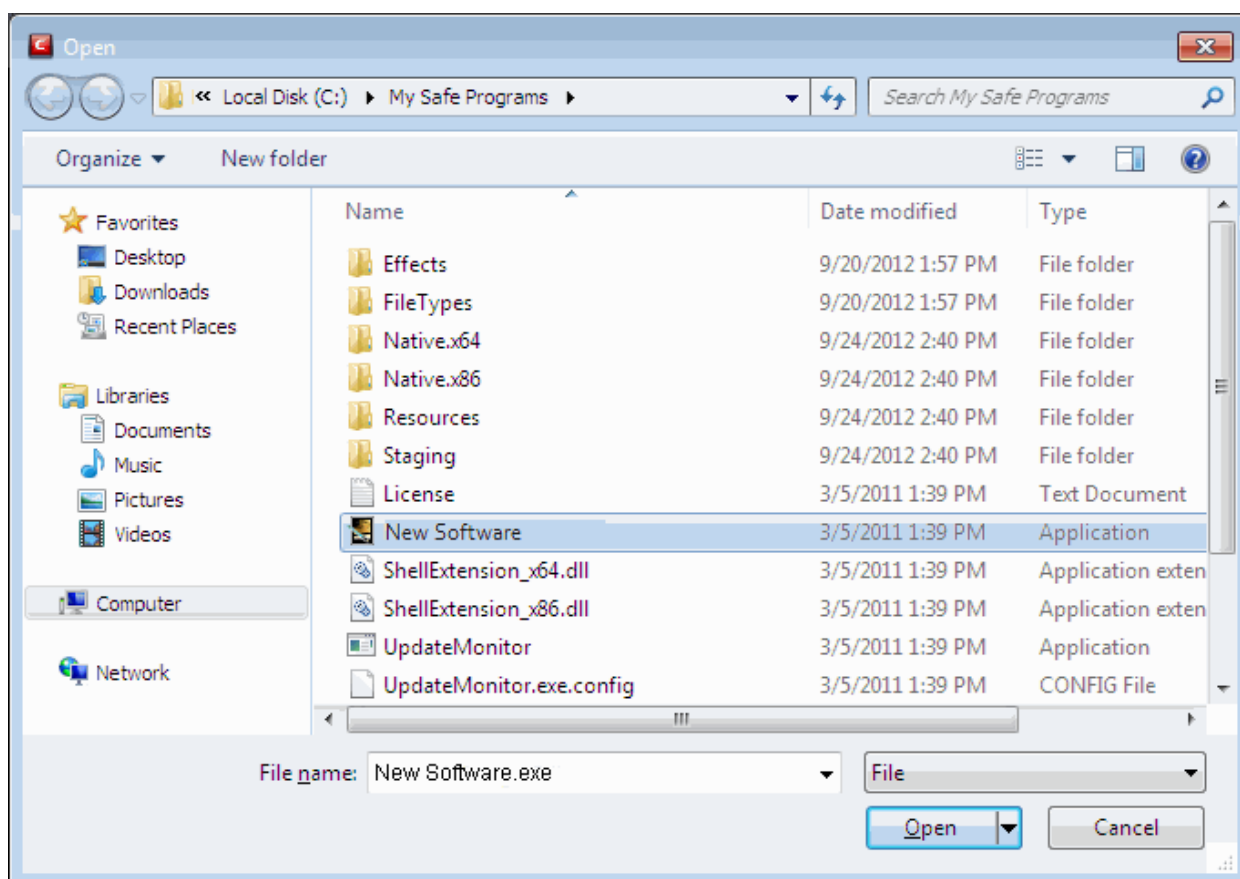 Open
« Local Disk (C:) ▸ My Safe Programs ▸ Search My Safe Programs
Organize New folder
Name Date modified Type
Favorites
Desktop
Downloads
Recent Places
Libraries
Documents
Music
Pictures
Videos
Computer
Network
Effects 9/20/2012 1:57 PM File folder
FileTypes 9/20/2012 1:57 PM File folder
Native.x64 9/24/2012 2:40 PM File folder
Native.x86 9/24/2012 2:40 PM File folder
Resources 9/24/2012 2:40 PM File folder
Staging 9/24/2012 2:40 PM File folder
License 3/5/2011 1:39 PM Text Document
New Software 3/5/2011 1:39 PM Application
ShellExtension_x64.dll 3/5/2011 1:39 PM Application exten
ShellExtension_x86.dll 3/5/2011 1:39 PM Application exten
UpdateMonitor 3/5/2011 1:39 PM Application
UpdateMonitor.exe.config 3/5/2011 1:39 PM CONFIG File
File name: New Software.exe File
Open Cancel